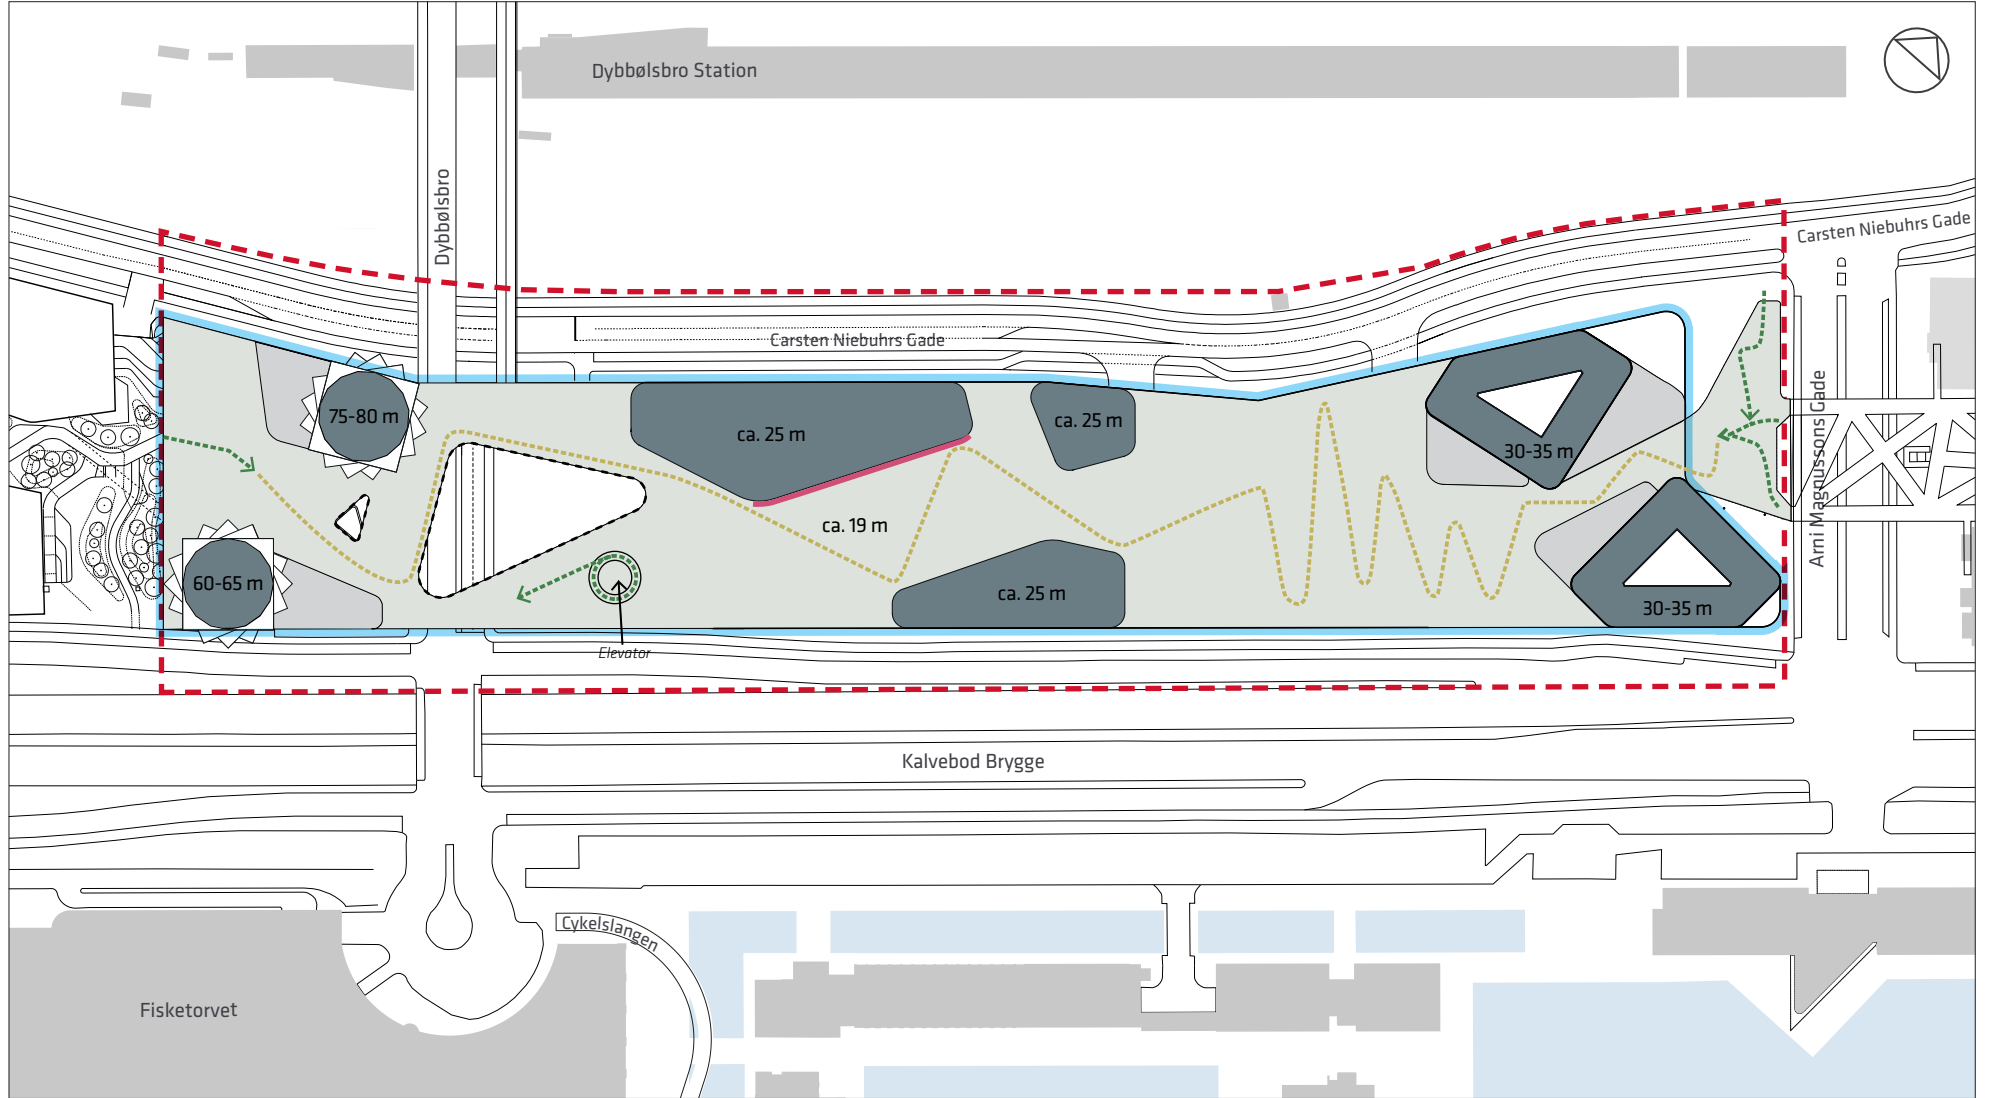 Dybbølsbro Station
Dybbølsbro
Carsten Niebuhrs Gade
Carsten Niebuhrs Gade
75-80 m
ca. 25 m
ca. 25 m
30-35 m
ca. 19 m
Arni Magnussons Gade
60-65 m
ca. 25 m
30-35 m
Elevator
Kalvebod Brygge
Cykelslangen
Fisketorvet